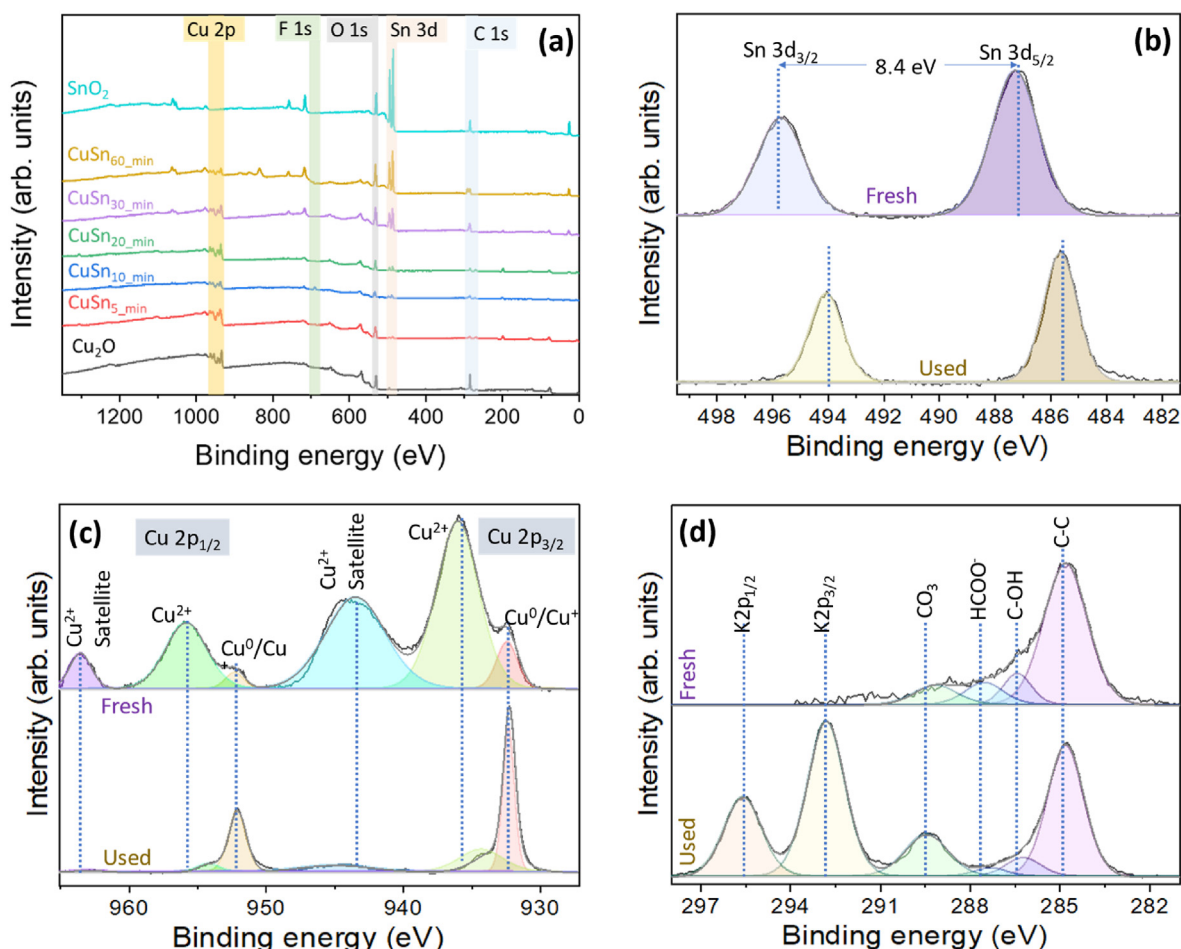 Cu 2p F 1s O 1s Sn 3d C 1s (a)
SnO₂
CuSn₆₀_min
CuSn₃₀_min
CuSn₂₀_min
CuSn₁₀_min
CuSn₅_min
Cu₂O
Intensity (arb. units)
1200 1000 800 600 400 200 0
Binding energy (eV)
(b)
Sn 3d₃/₂ Sn 3d₅/₂
8.4 eV
Fresh
Used
Intensity (arb. units)
498 496 494 492 490 488 486 484 482
Binding energy (eV)
(c)
Cu 2p₁/₂ Cu²⁺ Cu 2p₃/₂
Cu²⁺ Satellite
Cu²⁺
Cu⁰/Cu
+
Cu²⁺ Satellite
Cu⁰/Cu⁺
Fresh
Used
Intensity (arb. units)
960 950 940 930
Binding energy (eV)
(d)
K2p₁/₂
K2p₃/₂
CO₃
HCOO⁻
C-OH
C-C
Fresh
Used
Intensity (arb. units)
297 294 291 288 285 282
Binding energy (eV)